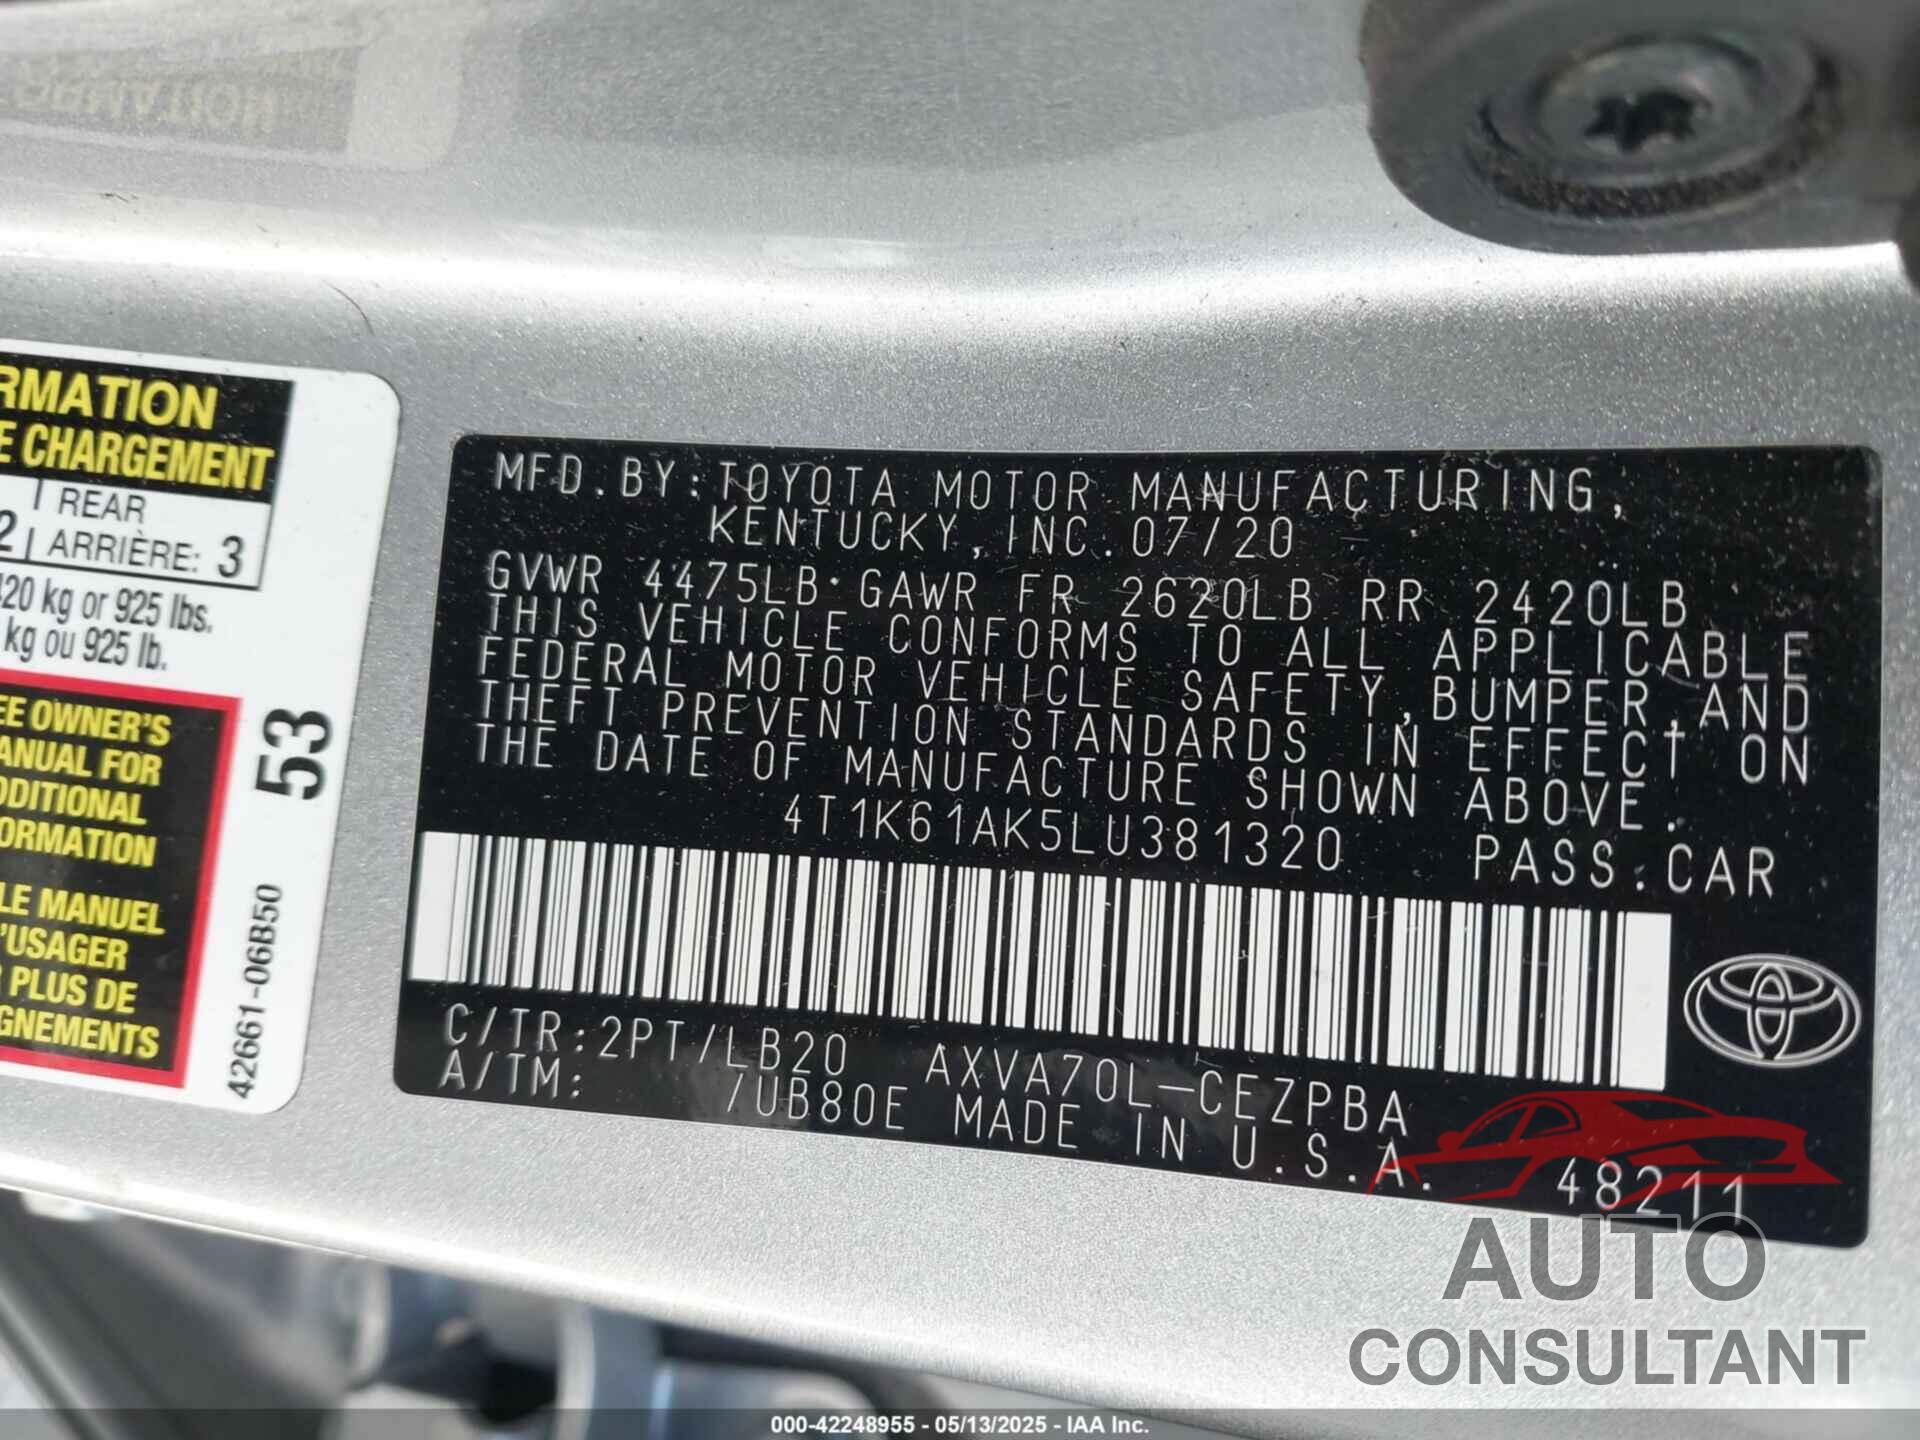 RMATION
E CHARGEMENT
REAR
2 ARRIÈRE: 3
420 kg or 925 lbs.
kg ou 925 lb.
EE OWNER'S
ANUAL FOR
DDITIONAL
FORMATION
LE MANUEL
D'USAGER
R PLUS DE
GNEMENTS
53
42661-06B50
MFD.BY:TOYOTA MOTOR MANUFACTURING,
KENTUCKY,INC.07/20
GVWR 4475LB GAWR FR 2620LB RR 2420LB
THIS VEHICLE CONFORMS TO ALL APPLICABLE
FEDERAL MOTOR VEHICLE SAFETY,BUMPER,AND
THEFT PREVENTION STANDARDS IN EFFECT ON
THE DATE OF MANUFACTURE SHOWN ABOVE.
4T1K61AK5LU381320 PASS.CAR
C/TR:2PT/LB20 AXVA70L-CEZPBA
A/TM: /UB80E MADE IN U.S.A. 48211
AUTO
CONSULTANT
000-42248955 - 05/13/2025 - IAA Inc.